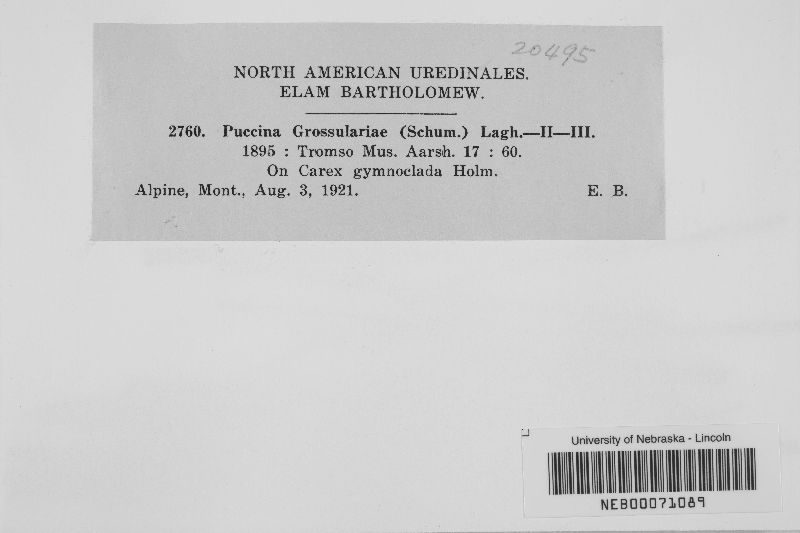 20495
NORTH AMERICAN UREDINALES.
ELAM BARTHOLOMEW.
2760. Puccina Grossulariae (Schum.) Lagh.—II—III.
1895 : Tromso Mus. Aarsh. 17 : 60.
On Carex gymnoclada Holm.
Alpine, Mont., Aug. 3, 1921. E. B.
University of Nebraska - Lincoln
NEB00071089